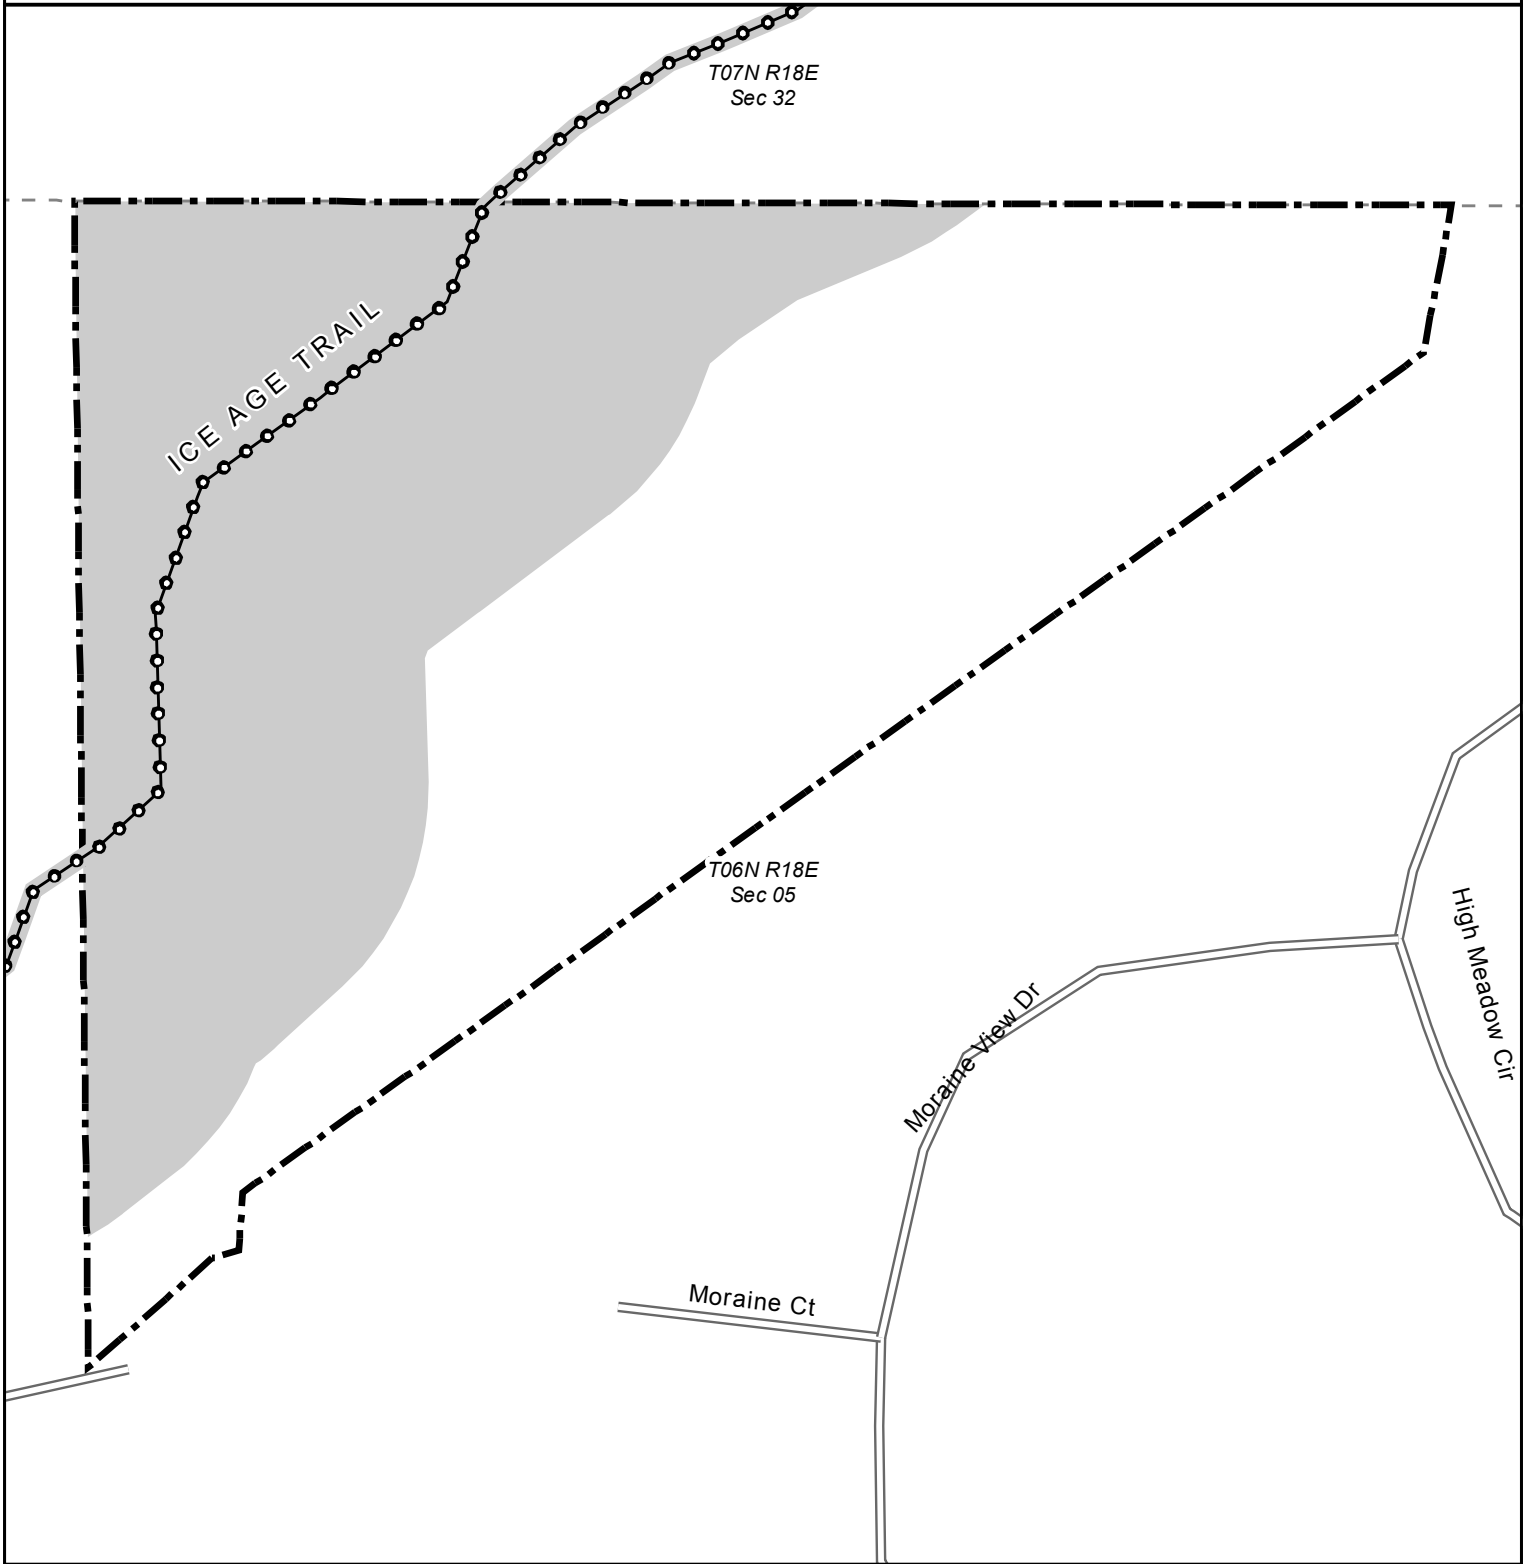 T07N R18E
Sec 32
ICE AGE TRAIL
T06N R18E
Sec 05
High Meadow Cir
Moraine View Dr
Moraine Ct